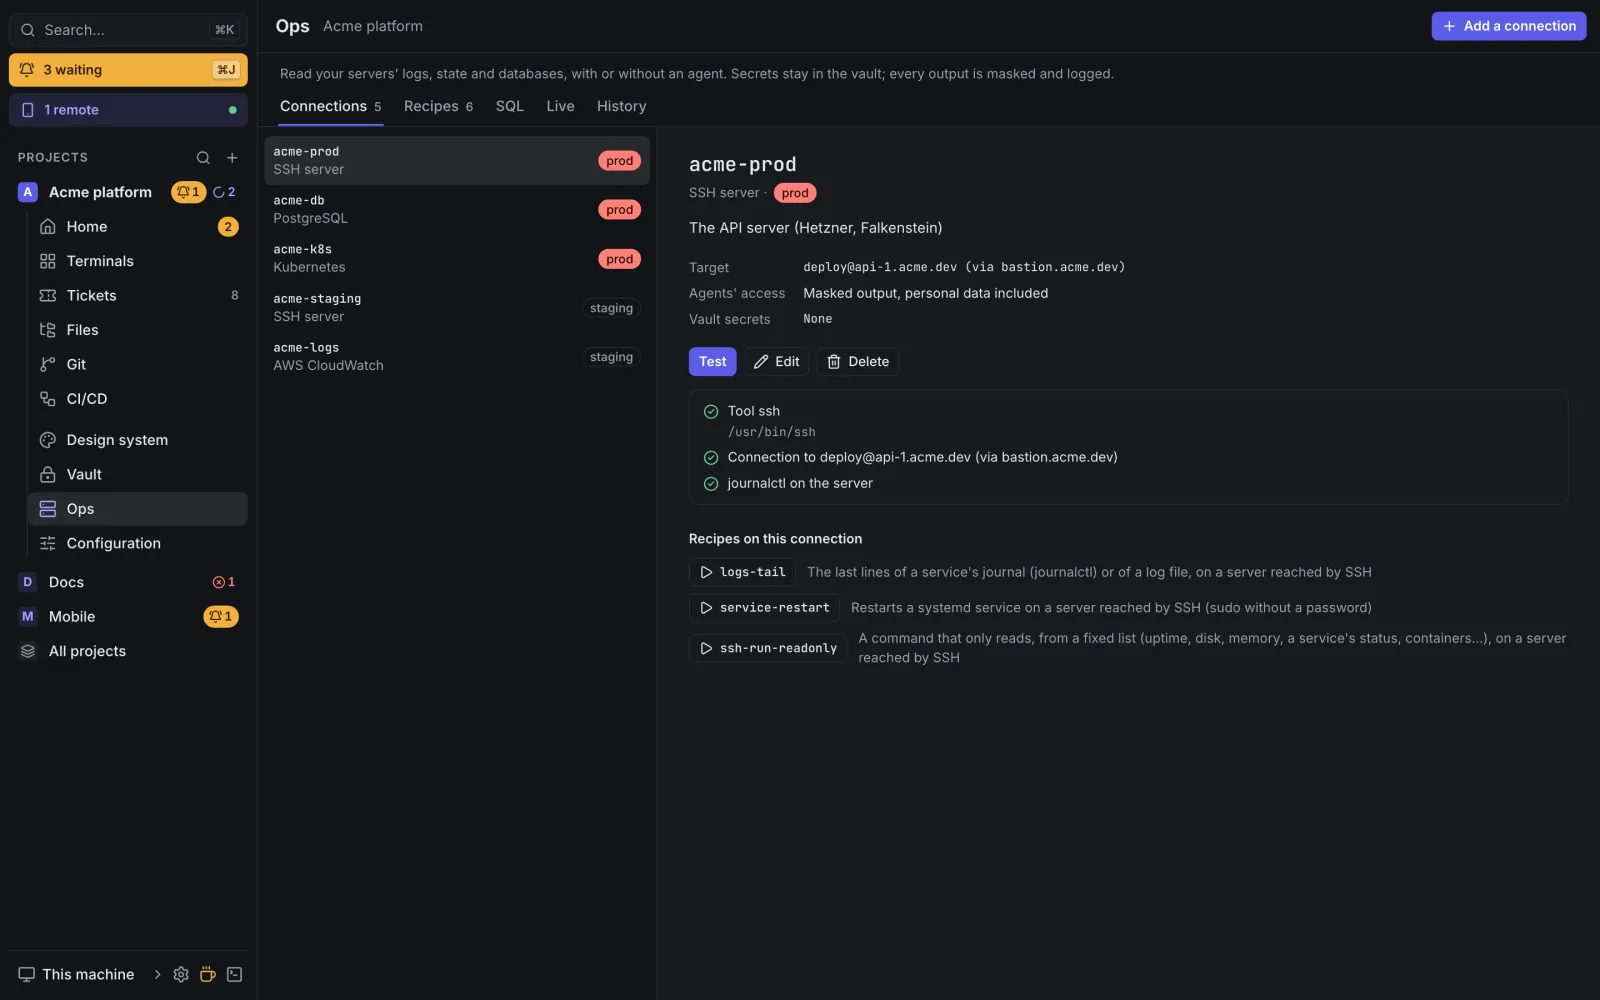 Search...
⌘K
3 waiting
⌘J
1 remote
PROJECTS
A Acme platform 1 2
Home 2
Terminals
Tickets 8
Files
Git
CI/CD
Design system
Vault
Ops
Configuration
D Docs 1
M Mobile 1
All projects
This machine
Ops Acme platform
Add a connection
Read your servers' logs, state and databases, with or without an agent. Secrets stay in the vault; every output is masked and logged.
Connections 5 Recipes 6 SQL Live History
acme-prod
SSH server
prod
acme-db
PostgreSQL
prod
acme-k8s
Kubernetes
prod
acme-staging
SSH server
staging
acme-logs
AWS CloudWatch
staging
acme-prod
SSH server · prod
The API server (Hetzner, Falkenstein)
Target deploy@api-1.acme.dev (via bastion.acme.dev)
Agents' access Masked output, personal data included
Vault secrets None
Test Edit Delete
Tool ssh
/usr/bin/ssh
Connection to deploy@api-1.acme.dev (via bastion.acme.dev)
journalctl on the server
Recipes on this connection
logs-tail The last lines of a service's journal (journalctl) or of a log file, on a server reached by SSH
service-restart Restarts a systemd service on a server reached by SSH (sudo without a password)
ssh-run-readonly A command that only reads, from a fixed list (uptime, disk, memory, a service's status, containers...), on a server
reached by SSH